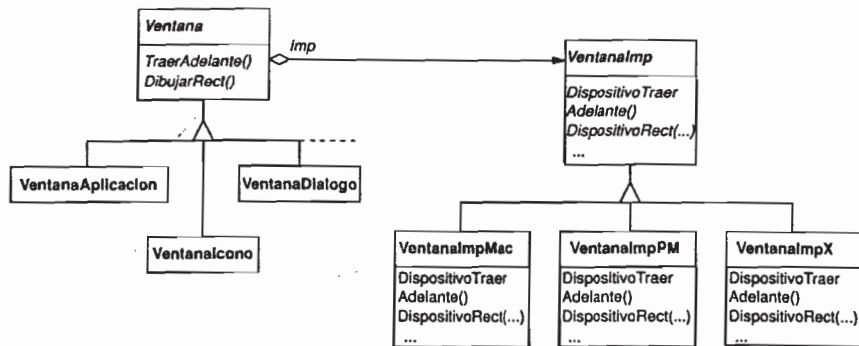 Ventana
TraerAdelante()
DibujarRect()
Imp
VentanaImp
DispositivoTraer
Adelante()
DispositivoRect(...)
...
VentanaAplicacion
VentanaDialogo
VentanaIcono
VentanaImpMac
DispositivoTraer
Adelante()
DispositivoRect(...)
...
VentanaImpPM
DispositivoTraer
Adelante()
DispositivoRect(...)
...
VentanaImpX
DispositivoTraer
Adelante()
DispositivoRect(...)
...